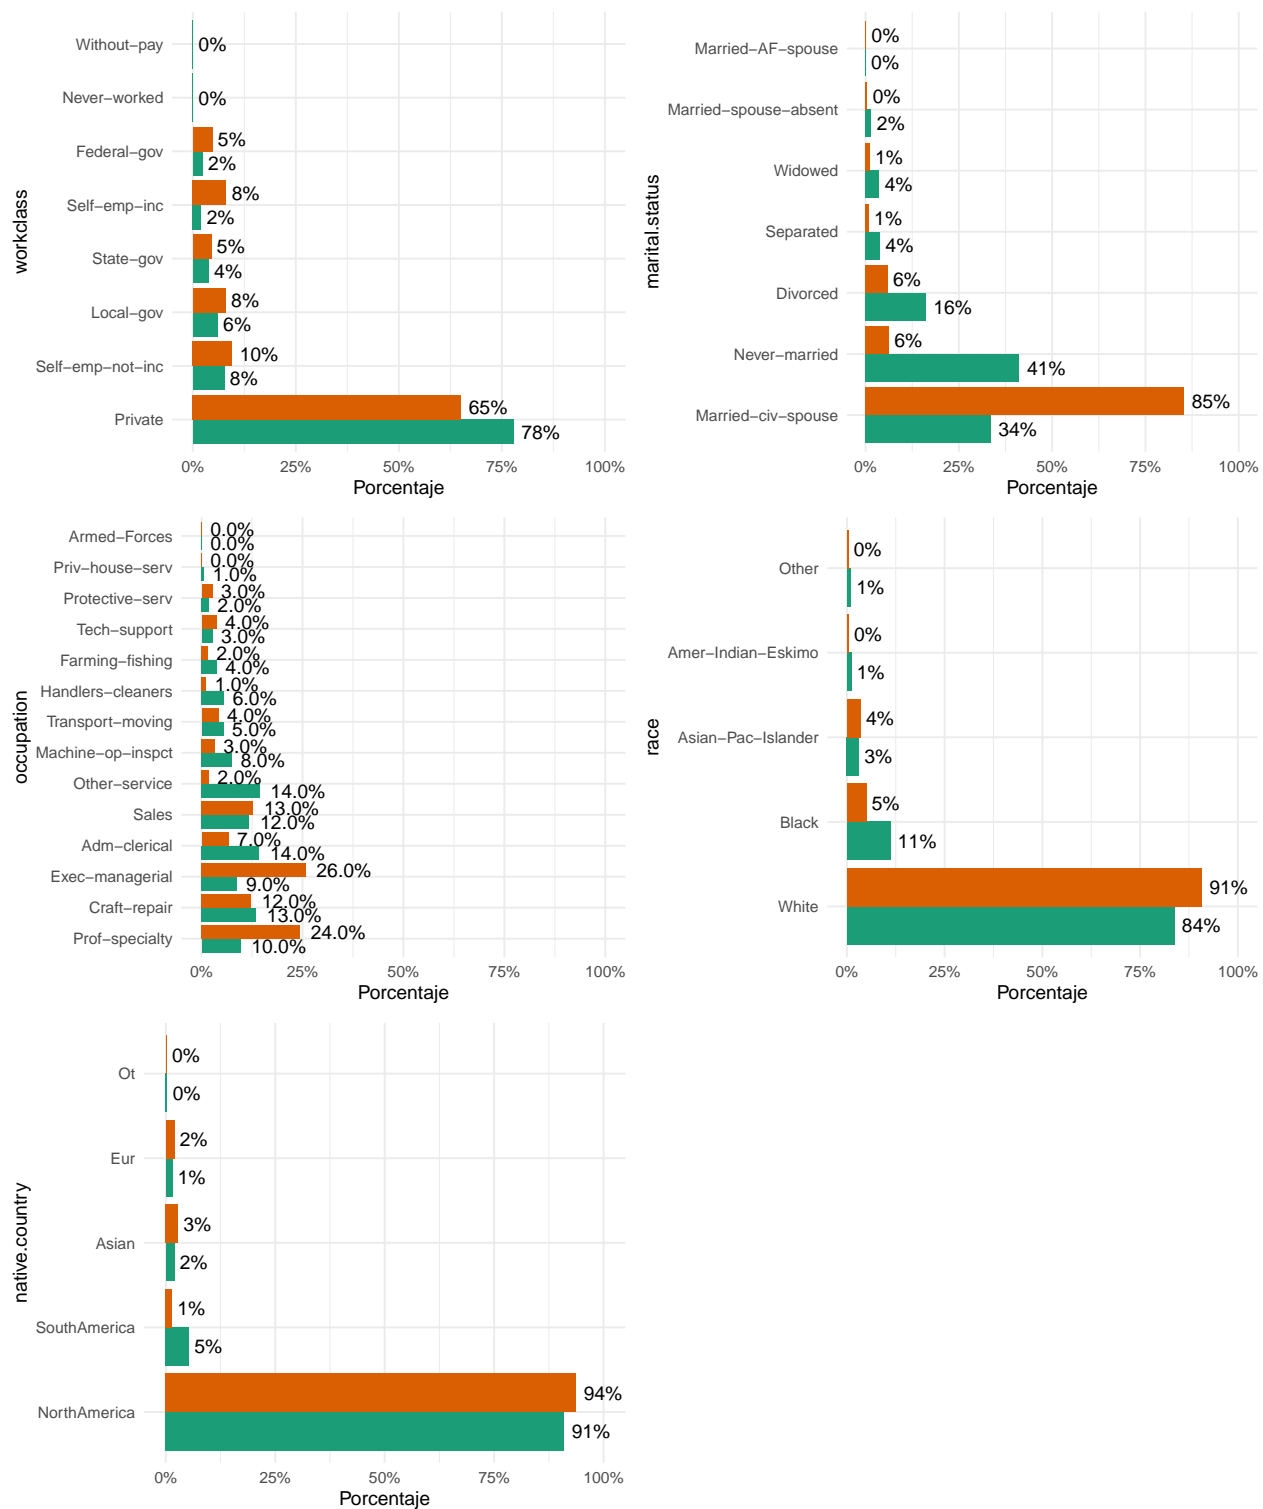 workclass
Without−pay
0%
Never−worked
0%
Federal−gov
5%
2%
Self−emp−inc
8%
2%
State−gov
5%
4%
Local−gov
8%
6%
Self−emp−not−inc
10%
8%
Private
65%
78%
0% 25% 50% 75% 100%
Porcentaje
marital.status
Married−AF−spouse
0%
0%
Married−spouse−absent
0%
2%
Widowed
1%
4%
Separated
1%
4%
Divorced
6%
16%
Never−married
6%
41%
Married−civ−spouse
85%
34%
0% 25% 50% 75% 100%
Porcentaje
occupation
Armed−Forces
0.0%
0.0%
Priv−house−serv
0.0%
1.0%
Protective−serv
3.0%
2.0%
Tech−support
4.0%
3.0%
Farming−fishing
2.0%
4.0%
Handlers−cleaners
1.0%
6.0%
Transport−moving
4.0%
5.0%
Machine−op−inspct
3.0%
8.0%
Other−service
2.0%
14.0%
Sales
13.0%
12.0%
Adm−clerical
7.0%
14.0%
Exec−managerial
26.0%
9.0%
Craft−repair
12.0%
13.0%
Prof−specialty
24.0%
10.0%
0% 25% 50% 75% 100%
Porcentaje
race
Other
0%
1%
Amer−Indian−Eskimo
0%
1%
Asian−Pac−Islander
4%
3%
Black
5%
11%
White
91%
84%
0% 25% 50% 75% 100%
Porcentaje
native.country
Ot
0%
0%
Eur
2%
1%
Asian
3%
2%
SouthAmerica
1%
5%
NorthAmerica
94%
91%
0% 25% 50% 75% 100%
Porcentaje